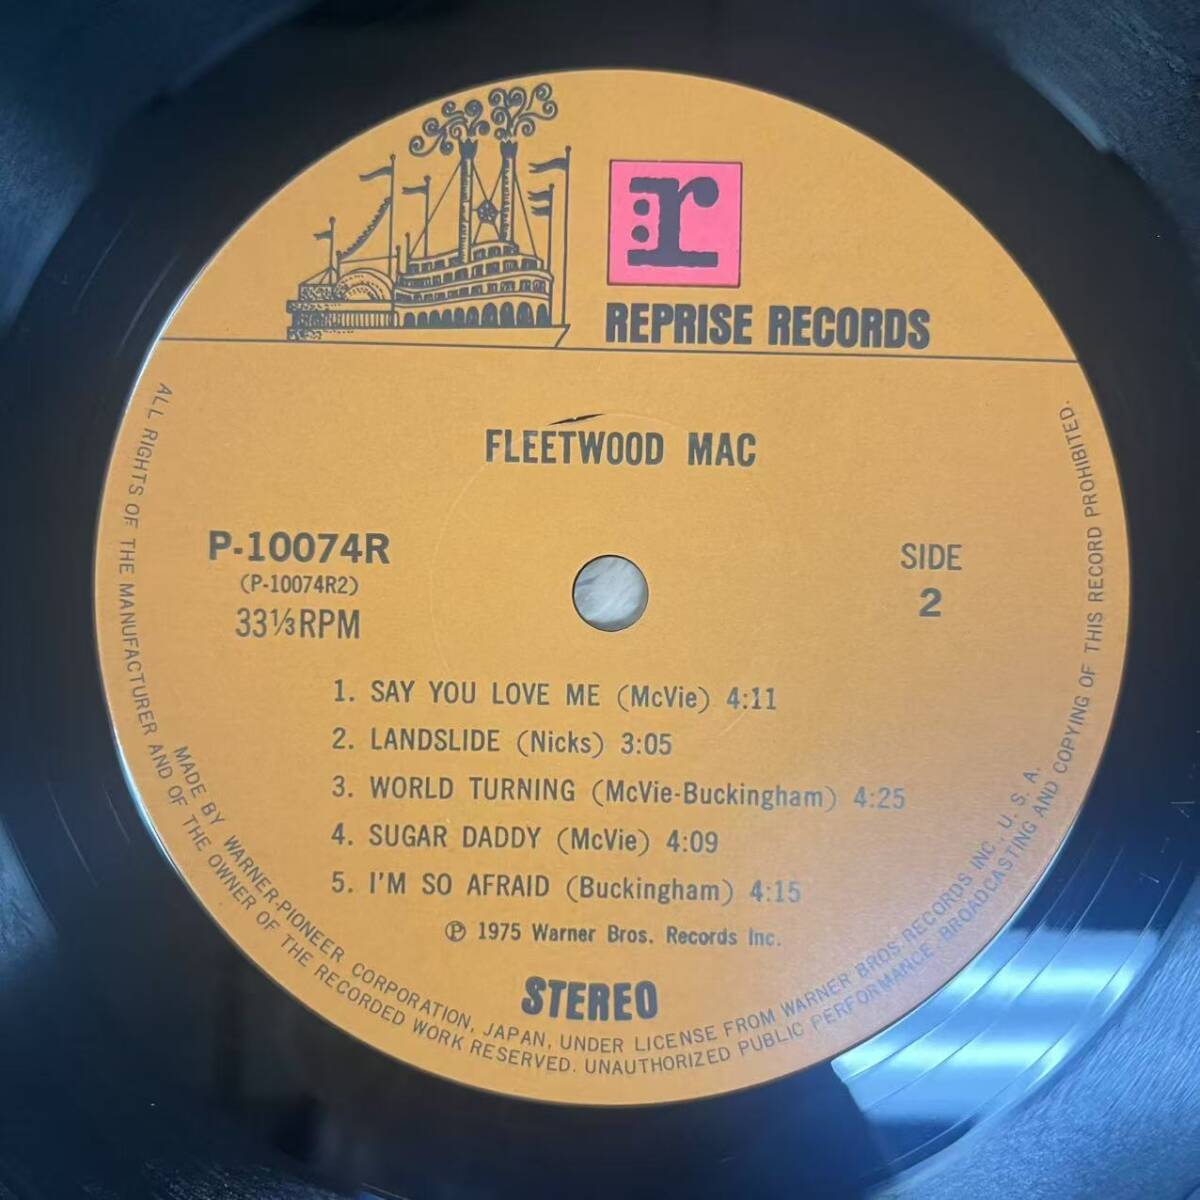 r
REPRISE RECORDS
FLEETWOOD MAC
P-10074R
(P-10074R2)
33⅓RPM
SIDE
2
1. SAY YOU LOVE ME (McVie) 4:11
2. LANDSLIDE (Nicks) 3:05
3. WORLD TURNING (McVie-Buckingham) 4:25
4. SUGAR DADDY (McVie) 4:09
5. I'M SO AFRAID (Buckingham) 4:15
℗ 1975 Warner Bros. Records Inc.
STEREO
MADE BY WARNER-PIONEER CORPORATION, JAPAN, UNDER LICENSE FROM WARNER BROS. RECORDS INC., U. S. A.
ALL RIGHTS OF THE MANUFACTURER AND OF THE OWNER OF THE RECORDED WORK RESERVED. UNAUTHORIZED PUBLIC PERFORMANCE, BROADCASTING AND COPYING OF THIS RECORD PROHIBITED.